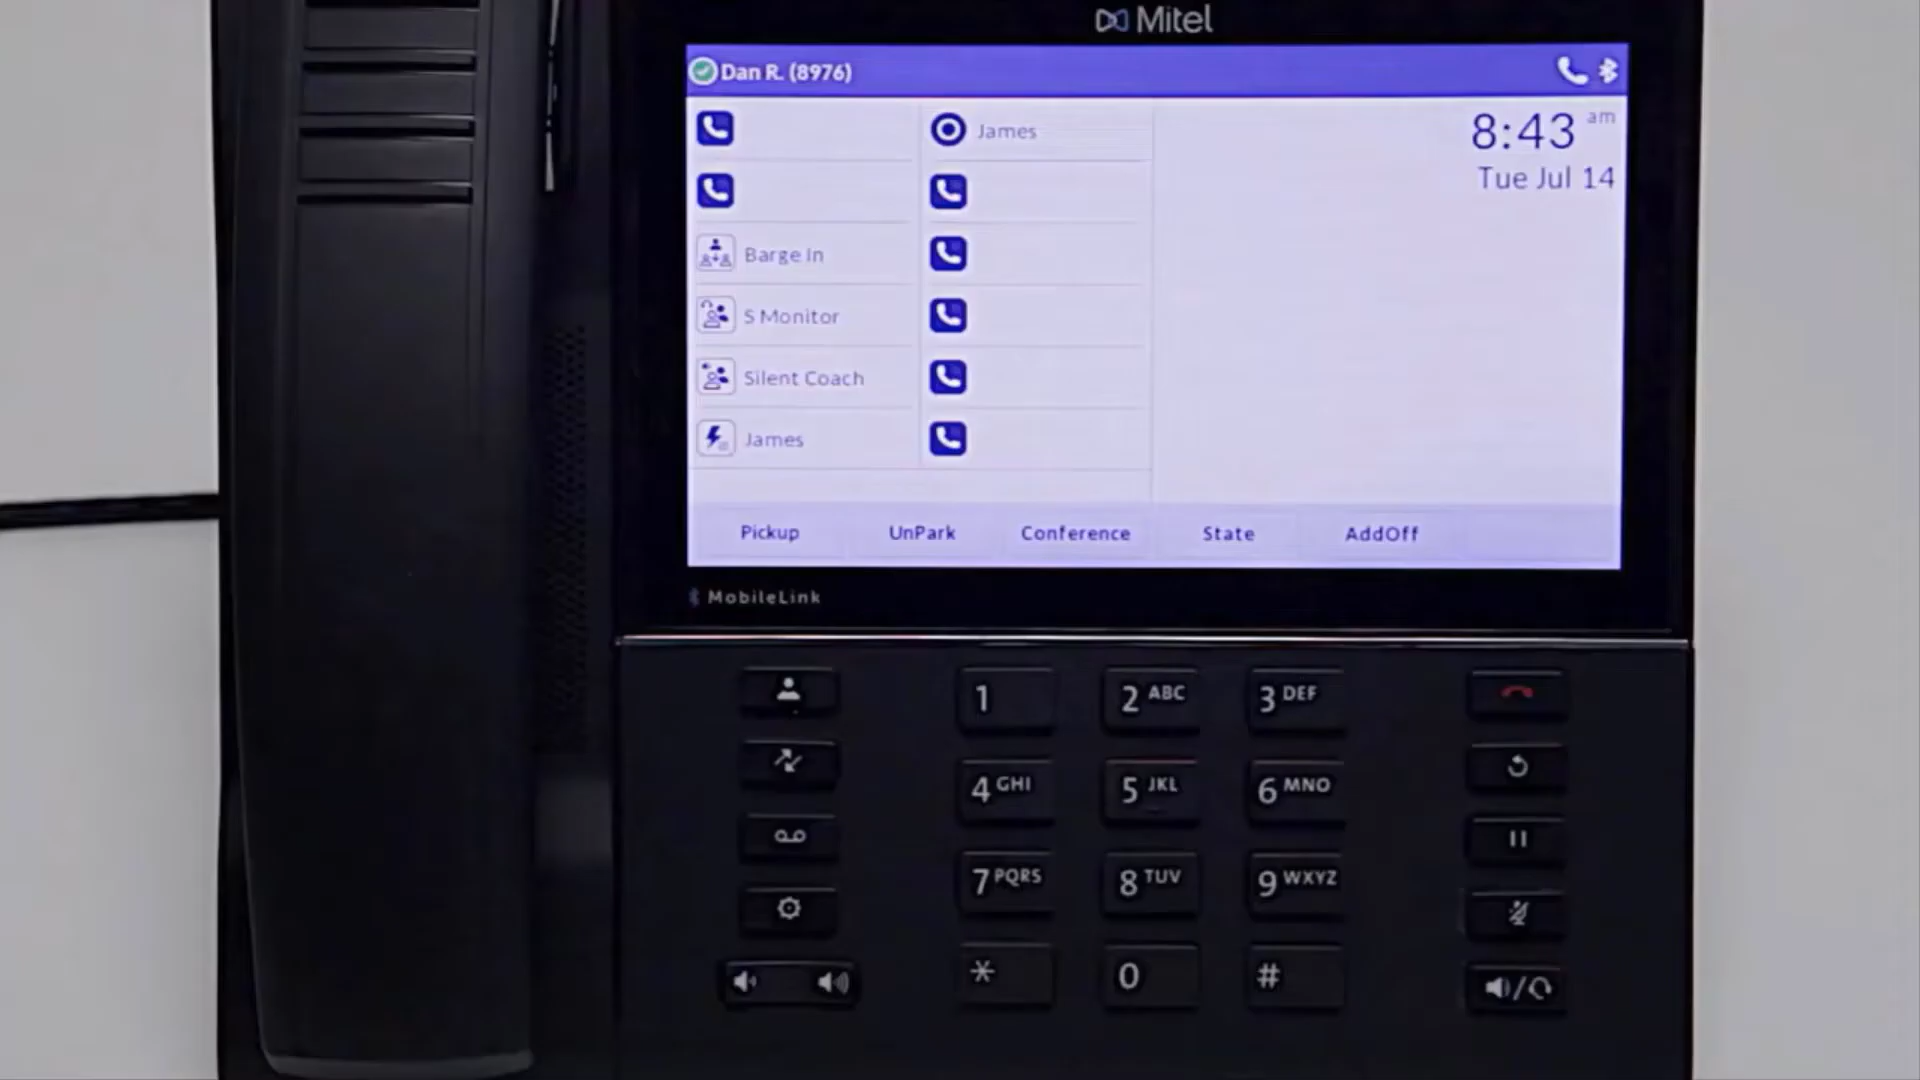 Mitel
Dan R. (8976)
James
8:43 am
Tue Jul 14
Barge In
S Monitor
Silent Coach
James
Pickup UnPark Conference State AddOff
MobileLink
1 2 ABC 3 DEF
4 GHI 5 JKL 6 MNO
7 PQRS 8 TUV 9 WXYZ
* 0 #
/